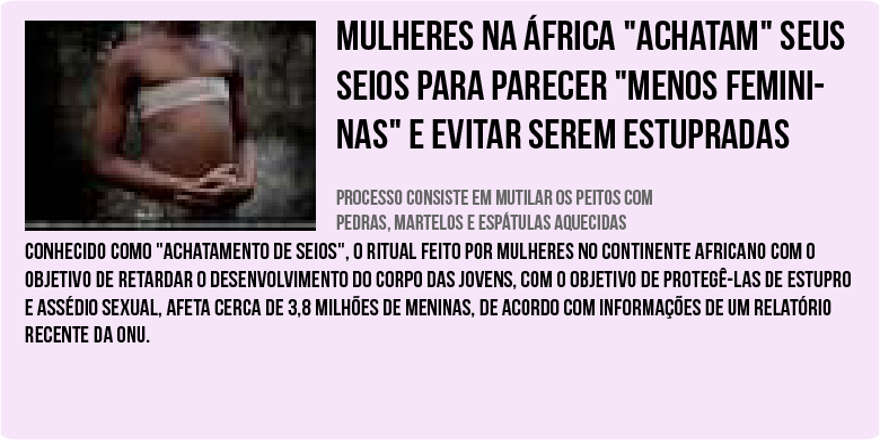 MULHERES NA ÁFRICA "ACHATAM" SEUS
SEIOS PARA PARECER "MENOS FEMINI-
NAS" E EVITAR SEREM ESTUPRADAS
PROCESSO CONSISTE EM MUTILAR OS PEITOS COM
PEDRAS, MARTELOS E ESPÁTULAS AQUECIDAS
CONHECIDO COMO "ACHATAMENTO DE SEIOS", O RITUAL FEITO POR MULHERES NO CONTINENTE AFRICANO COM O
OBJETIVO DE RETARDAR O DESENVOLVIMENTO DO CORPO DAS JOVENS, COM O OBJETIVO DE PROTEGÊ-LAS DE ESTUPRO
E ASSÉDIO SEXUAL, AFETA CERCA DE 3,8 MILHÕES DE MENINAS, DE ACORDO COM INFORMAÇÕES DE UM RELATÓRIO
RECENTE DA ONU.